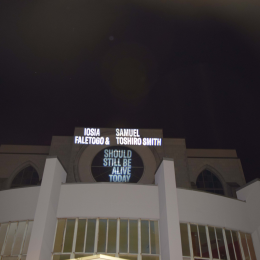 IOSIA SAMUEL
FALETOGO & TOSHIRO SMITH
SHOULD
STILL BE
ALIVE
TODAY